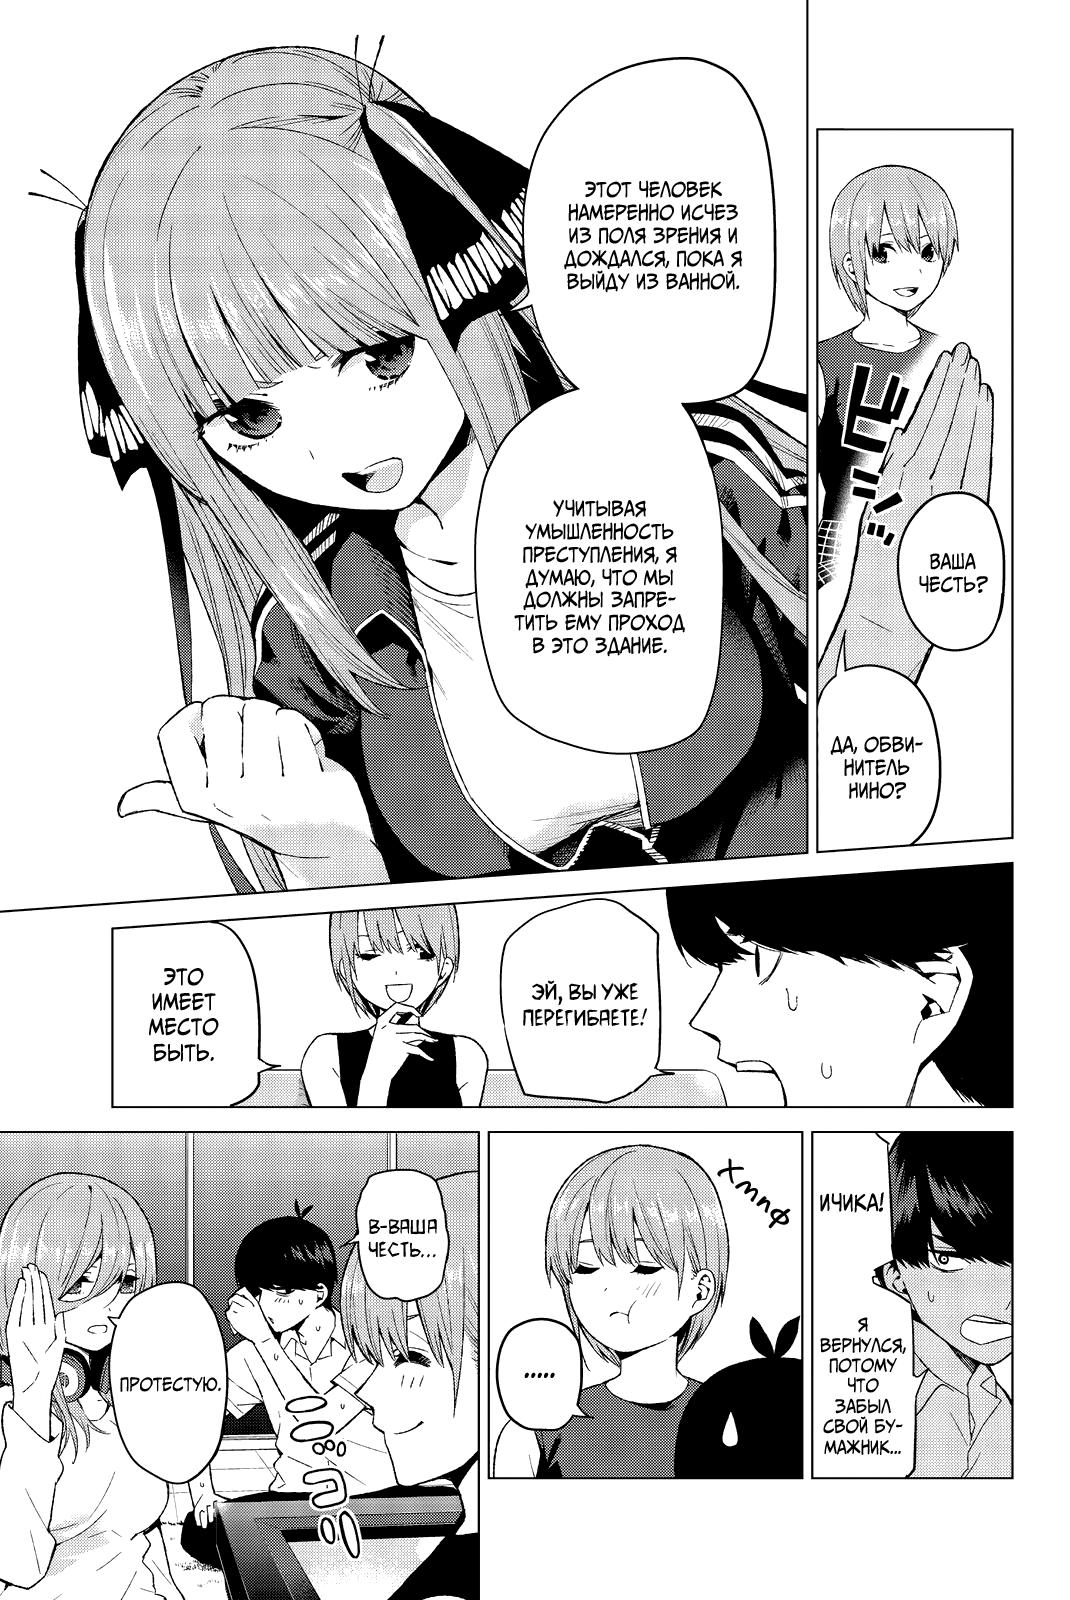 ВАША
ЧЕСТЬ?
ДА, ОБВИ-
НИТЕЛЬ
НИНО?
ЭТОТ ЧЕЛОВЕК
НАМЕРЕННО ИСЧЕЗ
ИЗ ПОЛЯ ЗРЕНИЯ И
ДОЖДАЛСЯ, ПОКА Я
ВЫЙДУ ИЗ ВАННОЙ.
УЧИТЫВАЯ
УМЫШЛЕННОСТЬ
ПРЕСТУПЛЕНИЯ, Я
ДУМАЮ, ЧТО МЫ
ДОЛЖНЫ ЗАПРЕ-
ТИТЬ ЕМУ ПРОХОД
В ЭТО ЗДАНИЕ.
ЭЙ, ВЫ УЖЕ
ПЕРЕГИБАЕТЕ!
ЭТО
ИМЕЕТ
МЕСТО
БЫТЬ.
ИЧИКА!
Я
ВЕРНУЛСЯ,
ПОТОМУ
ЧТО
ЗАБЫЛ
СВОЙ БУ-
МАЖНИК...
ХМПФ
.....
В-ВАША
ЧЕСТЬ...
ПРОТЕСТУЮ.